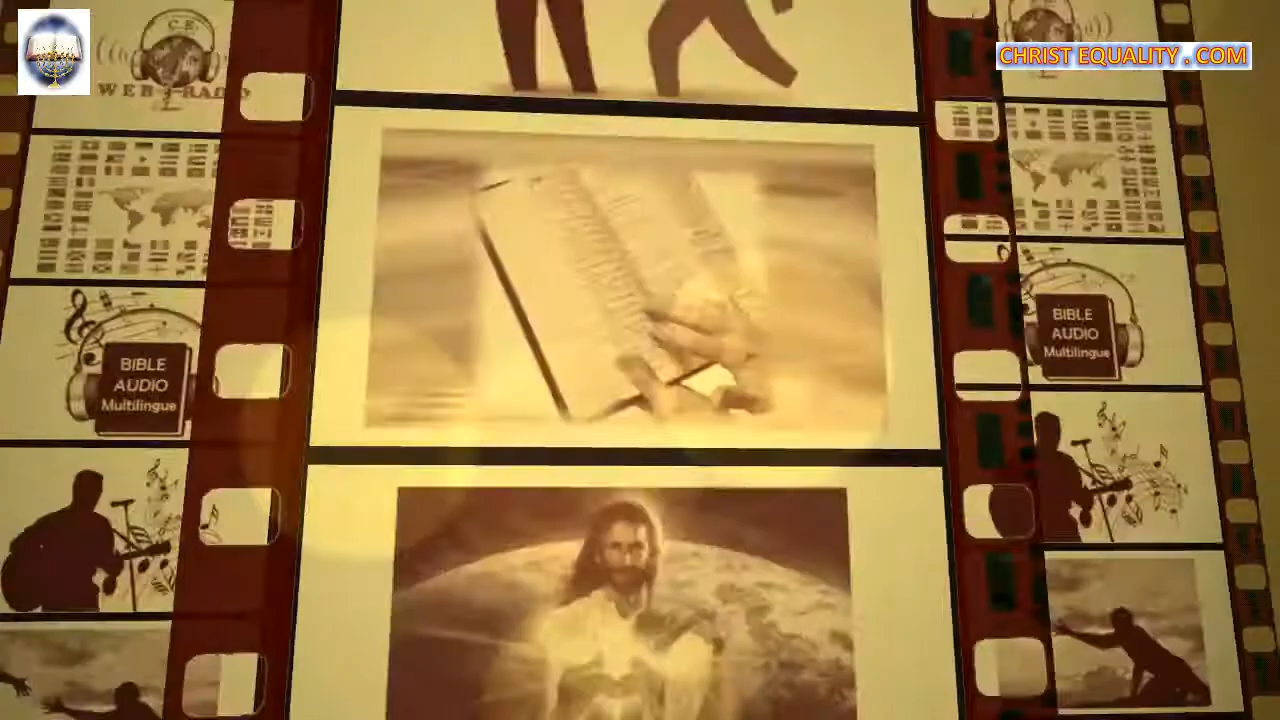 C.E.
WEB RADIO
CHRIST EQUALITY . COM
BIBLE
AUDIO
Multilingue
BIBLE
AUDIO
Multilingue